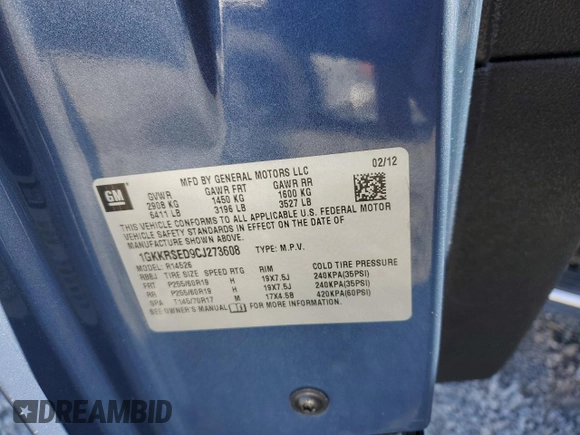 GM
MFD BY GENERAL MOTORS LLC 02/12
GVWR GAWR FRT GAWR RR
2908 KG 1450 KG 1600 KG
6411 LB 3196 LB 3527 LB
THIS VEHICLE CONFORMS TO ALL APPLICABLE U.S. FEDERAL MOTOR
VEHICLE SAFETY STANDARDS IN EFFECT ON THE DATE OF
MANUFACTURE SHOWN ABOVE.
1GKKRSED9CJ273608 TYPE: M.P.V.
MODEL: R14526
RBBJ TIRE SIZE SPEED RTG RIM COLD TIRE PRESSURE
FRT P255/60R19 H 19X7.5J 240KPA(35PSI)
RR P255/60R19 H 19X7.5J 240KPA(35PSI)
SPA T145/70R17 M 17X4.5B 420KPA(60PSI)
SEE OWNER'S MANUAL FOR ADDITIONAL INFORMATION.
DREAMBID